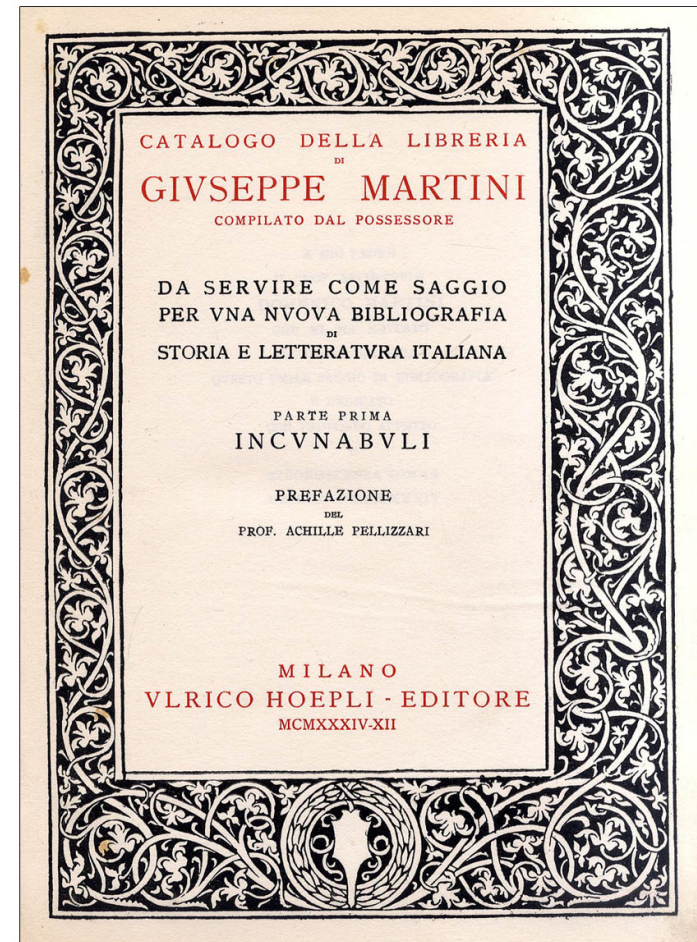 CATALOGO DELLA LIBRERIA
DI
GIVSEPPE MARTINI
COMPILATO DAL POSSESSORE
DA SERVIRE COME SAGGIO
PER VNA NVOVA BIBLIOGRAFIA
DI
STORIA E LETTERATVRA ITALIANA
PARTE PRIMA
INCVNABVLI
PREFAZIONE
DEL
PROF. ACHILLE PELLIZZARI
MILANO
VLRICO HOEPLI - EDITORE
MCMXXXIV-XII